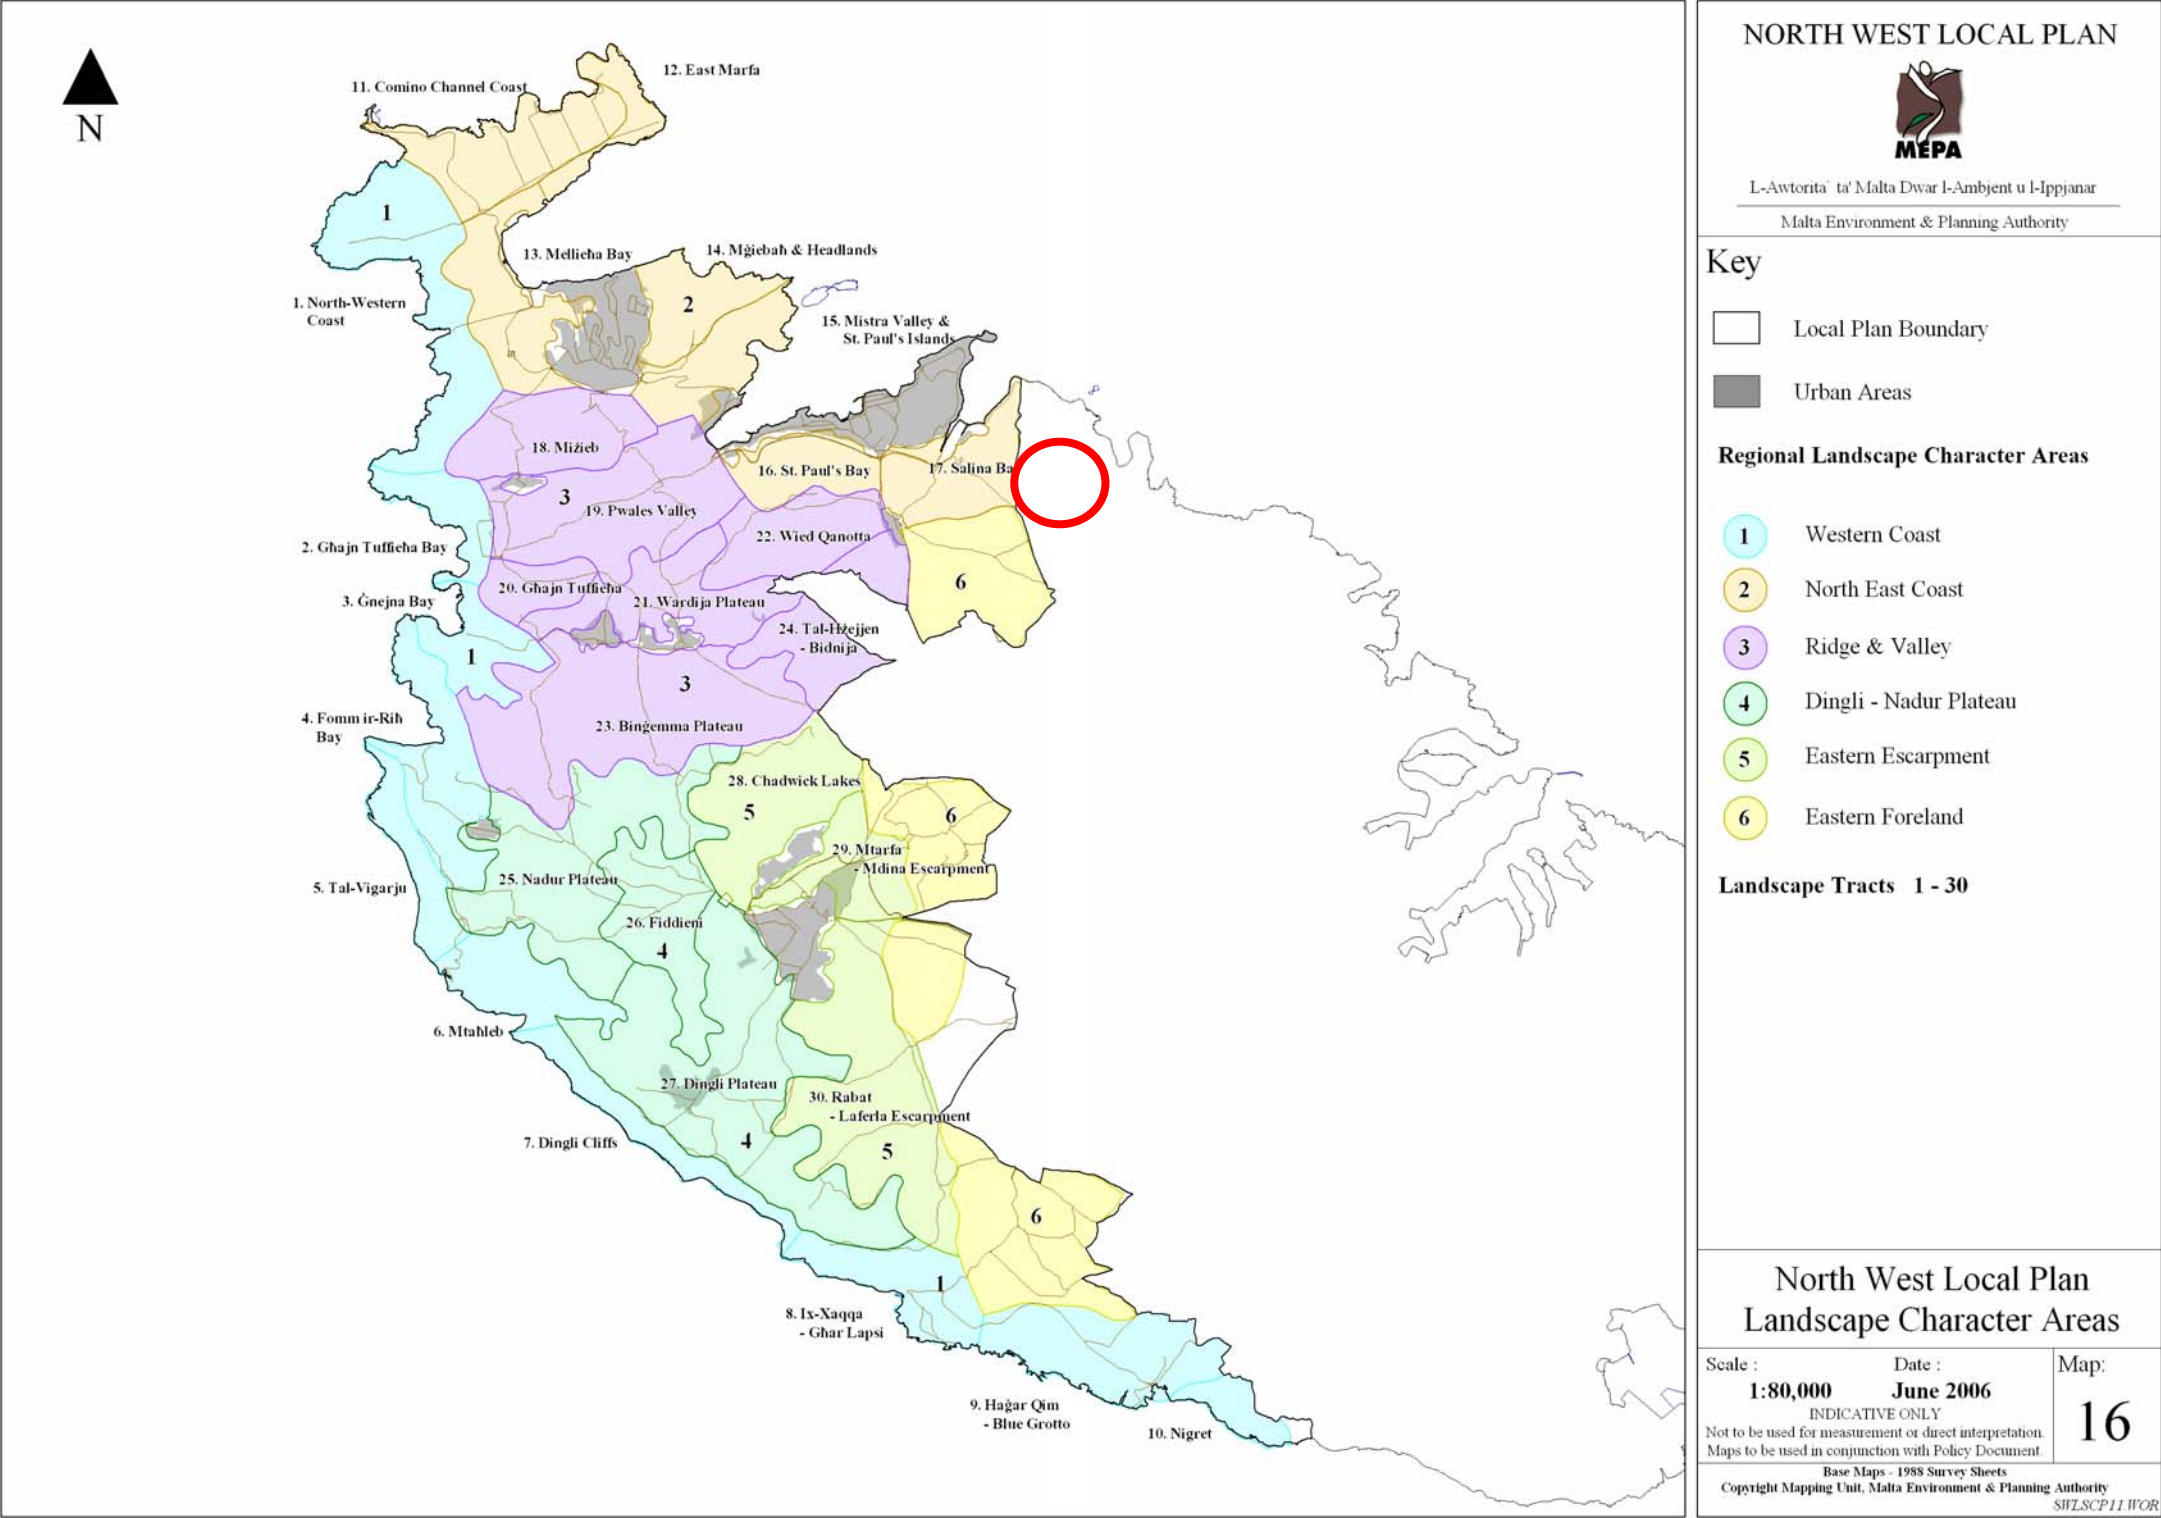 N
11. Comino Channel Coast
12. East Marfa
1
13. Mellieħa Bay
14. Mġiebaħ & Headlands
2
1. North-Western
Coast
15. Mistra Valley &
St. Paul's Islands
18. Miżieb
16. St. Paul's Bay
17. Salina Ba
3
19. Pwales Valley
22. Wied Qanotta
2. Għajn Tuffieħa Bay
20. Għajn Tuffieħa
6
3. Ġnejna Bay
21. Wardija Plateau
24. Tal-Ħżejjen
- Bidnija
1
3
4. Fomm ir-Riħ
Bay
23. Binġemma Plateau
28. Chadwick Lakes
5
6
29. Mtarfa
- Mdina Escarpment
5. Tal-Vigarju
25. Nadur Plateau
26. Fiddieni
4
6. Mtaħleb
27. Dingli Plateau
30. Rabat
- Laferla Escarpment
7. Dingli Cliffs
4
5
6
1
8. Ix-Xaqqa
- Għar Lapsi
9. Ħaġar Qim
- Blue Grotto
10. Nigret
NORTH WEST LOCAL PLAN
MEPA
L-Awtorita` ta' Malta Dwar l-Ambjent u l-Ippjanar
Malta Environment & Planning Authority
Key
Local Plan Boundary
Urban Areas
Regional Landscape Character Areas
1 Western Coast
2 North East Coast
3 Ridge & Valley
4 Dingli - Nadur Plateau
5 Eastern Escarpment
6 Eastern Foreland
Landscape Tracts 1 - 30
North West Local Plan
Landscape Character Areas
Scale : Date : Map:
1:80,000 June 2006
16
INDICATIVE ONLY
Not to be used for measurement or direct interpretation.
Maps to be used in conjunction with Policy Document.
Base Maps - 1988 Survey Sheets
Copyright Mapping Unit, Malta Environment & Planning Authority
SWLSCP11.WOR